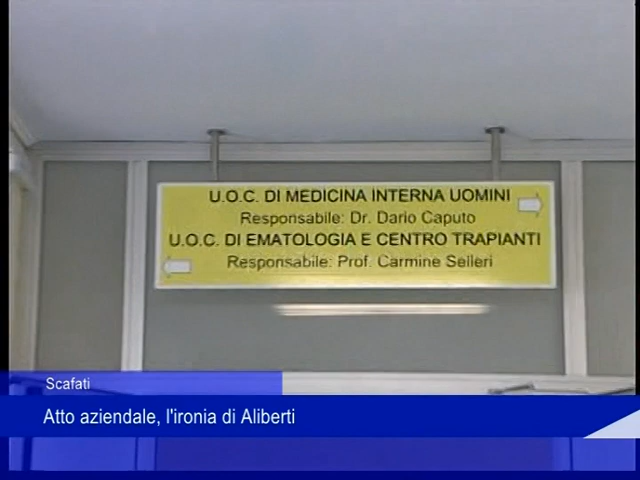 U.O.C. DI MEDICINA INTERNA UOMINI
Responsabile: Dr. Dario Caputo
U.O.C. DI EMATOLOGIA E CENTRO TRAPIANTI
Responsabile: Prof. Carmine Selleri
Scafati
Atto aziendale, l'ironia di Aliberti